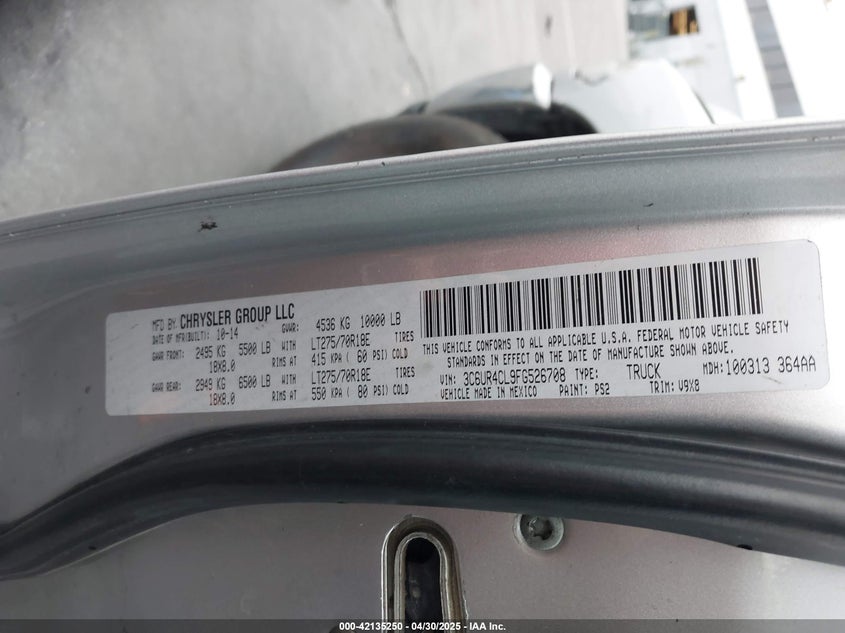 MFD BY CHRYSLER GROUP LLC
DATE OF MFR(BUILT): 10-14 GVWR: 4536 KG 10000 LB
GAWR FRONT: 2495 KG 5500 LB WITH LT275/70R18E TIRES
18X8.0 RIMS AT 415 KPA ( 60 PSI) COLD
GAWR REAR: 2949 KG 6500 LB WITH LT275/70R18E TIRES
18X8.0 RIMS AT 550 KPA ( 80 PSI) COLD
THIS VEHICLE CONFORMS TO ALL APPLICABLE U.S.A. FEDERAL MOTOR VEHICLE SAFETY
STANDARDS IN EFFECT ON THE DATE OF MANUFACTURE SHOWN ABOVE.
VIN: 3C6UR4CL9FG526708 TYPE: TRUCK MDH: 100313 364AA
VEHICLE MADE IN MEXICO PAINT: PS2 TRIM: V9X8
000-42135250 - 04/30/2025 - Copyright © 2025 IAA Inc.